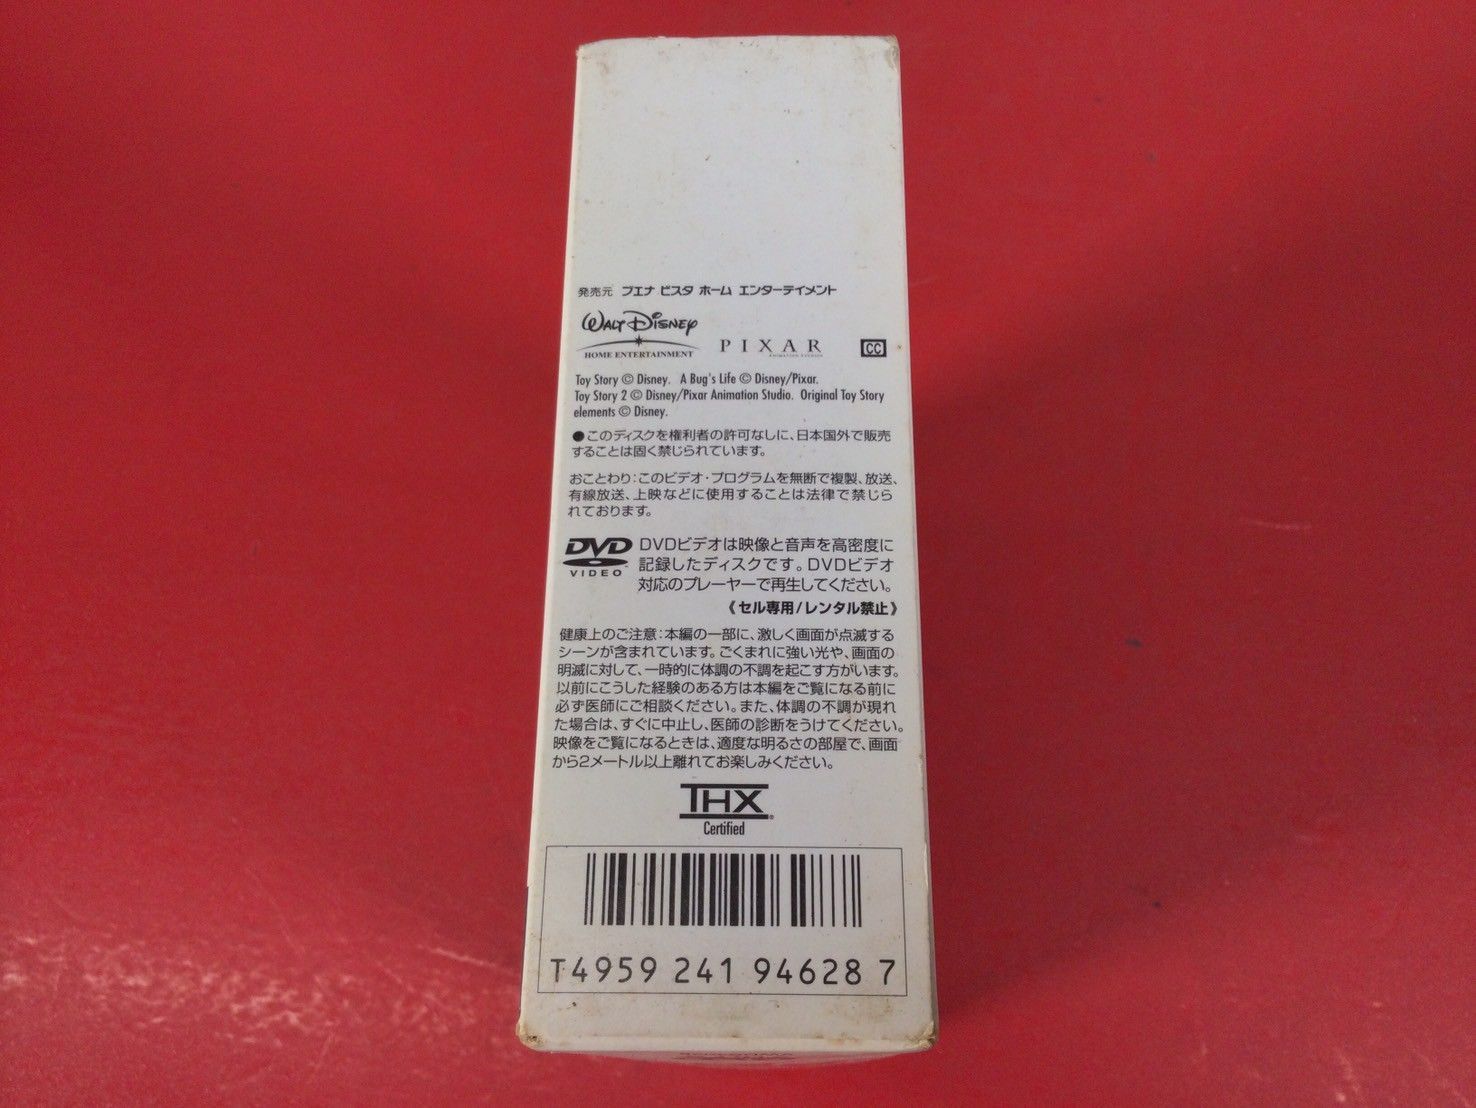 発売元 ブエナ ビスタ ホーム エンターテイメント
WALT DISNEY
HOME ENTERTAINMENT
PIXAR
ANIMATION STUDIOS
CC
Toy Story © Disney. A Bug's Life © Disney/Pixar.
Toy Story 2 © Disney/Pixar Animation Studio. Original Toy Story
elements © Disney.
●このディスクを権利者の許可なしに、日本国外で販売
することは固く禁じられています。
おことわり：このビデオ・プログラムを無断で複製、放送、
有線放送、上映などに使用することは法律で禁じら
れております。
DVD
VIDEO
DVDビデオは映像と音声を高密度に
記録したディスクです。DVDビデオ
対応のプレーヤーで再生してください。
《セル専用/レンタル禁止》
健康上のご注意：本編の一部に、激しく画面が点滅する
シーンが含まれています。ごくまれに強い光や、画面の
明滅に対して、一時的に体調の不調を起こす方がいます。
以前にこうした経験のある方は本編をご覧になる前に
必ず医師にご相談ください。また、体調の不調が現れ
た場合は、すぐに中止し、医師の診断をうけてください。
映像をご覧になるときは、適度な明るさの部屋で、画面
から2メートル以上離れてお楽しみください。
THX
Certified
T4959 241 94628 7